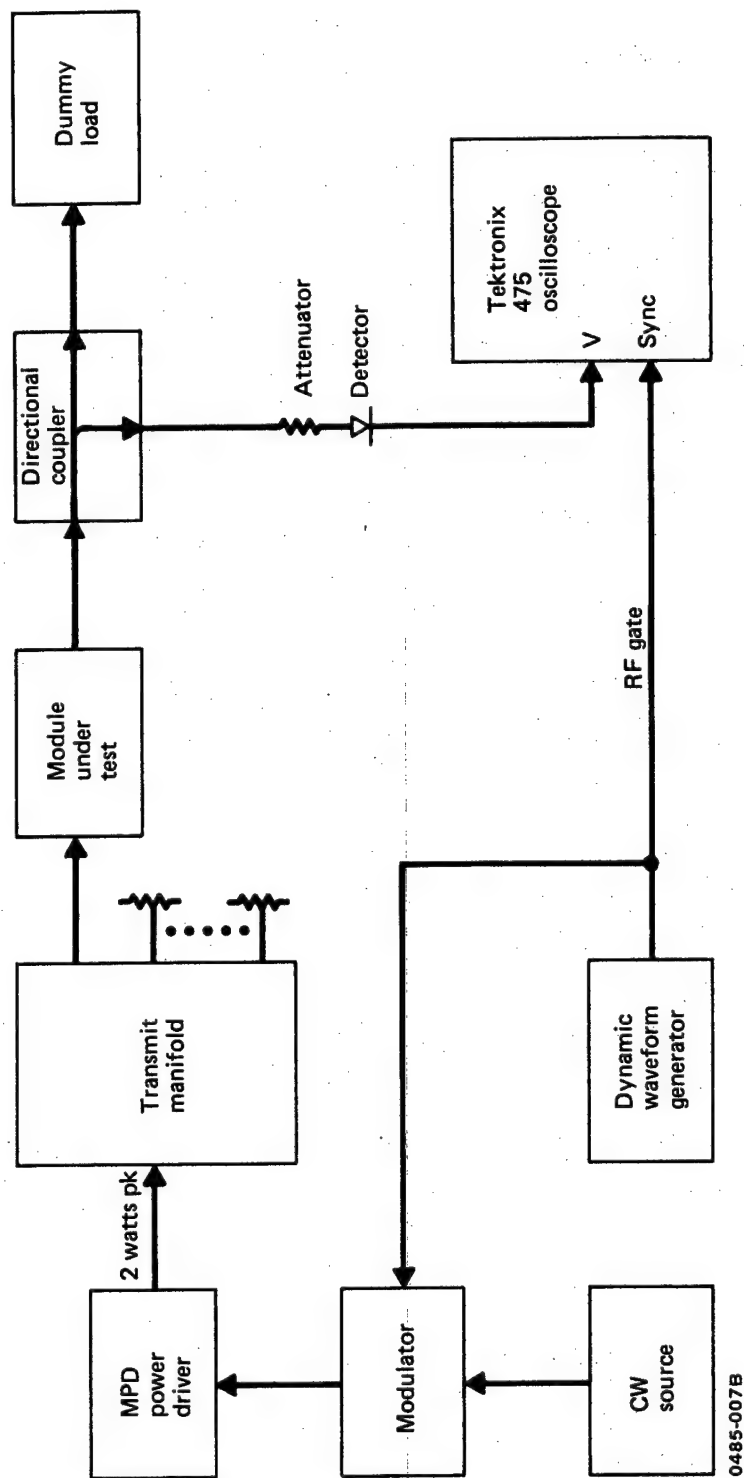 MPD
power
driver
2 watts pk
Transmit
manifold
Module
under
test
Directional
coupler
Dummy
load
Attenuator
Detector
Modulator
Tektronix
475
oscilloscope
V
Sync
RF gate
CW
source
Dynamic
waveform
generator
0485-007B